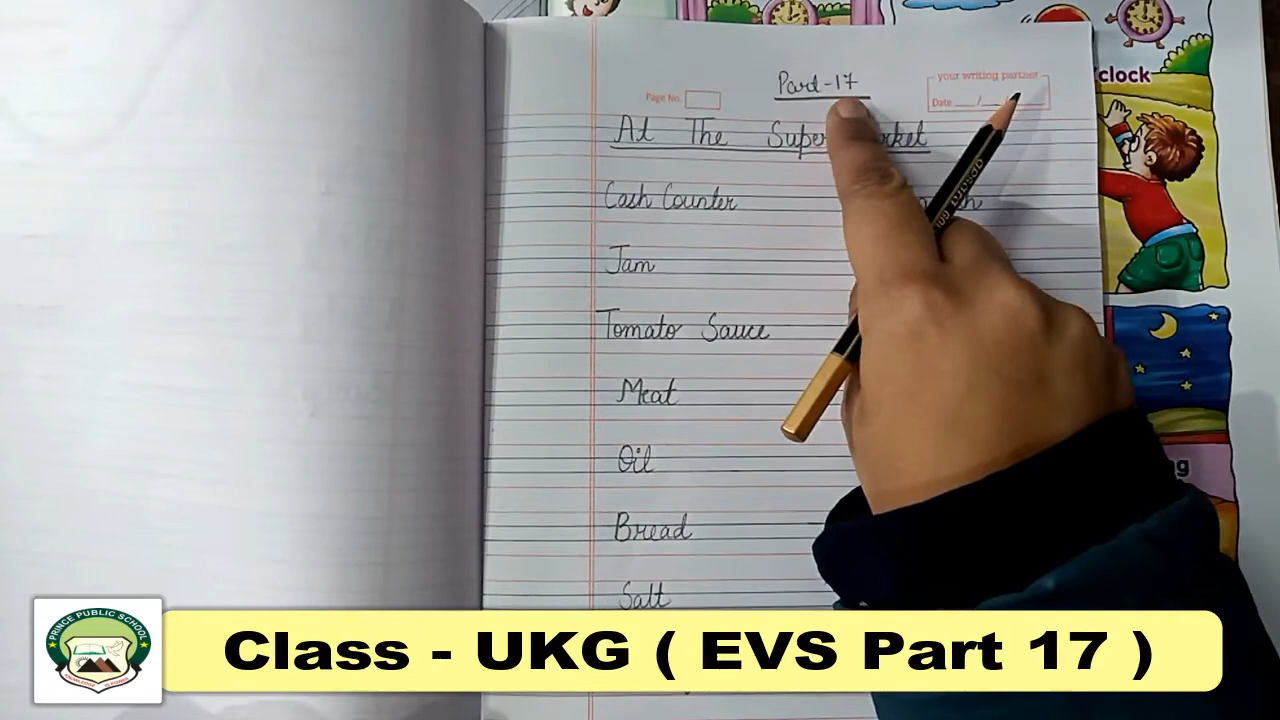 Part-17
your writing partner
Page No.
Date / /
At The Super
Cash Counter
Jam
Tomato Sauce
Meat
Oil
Bread
Salt
clock
PRINCE PUBLIC SCHOOL
Class - UKG ( EVS Part 17 )